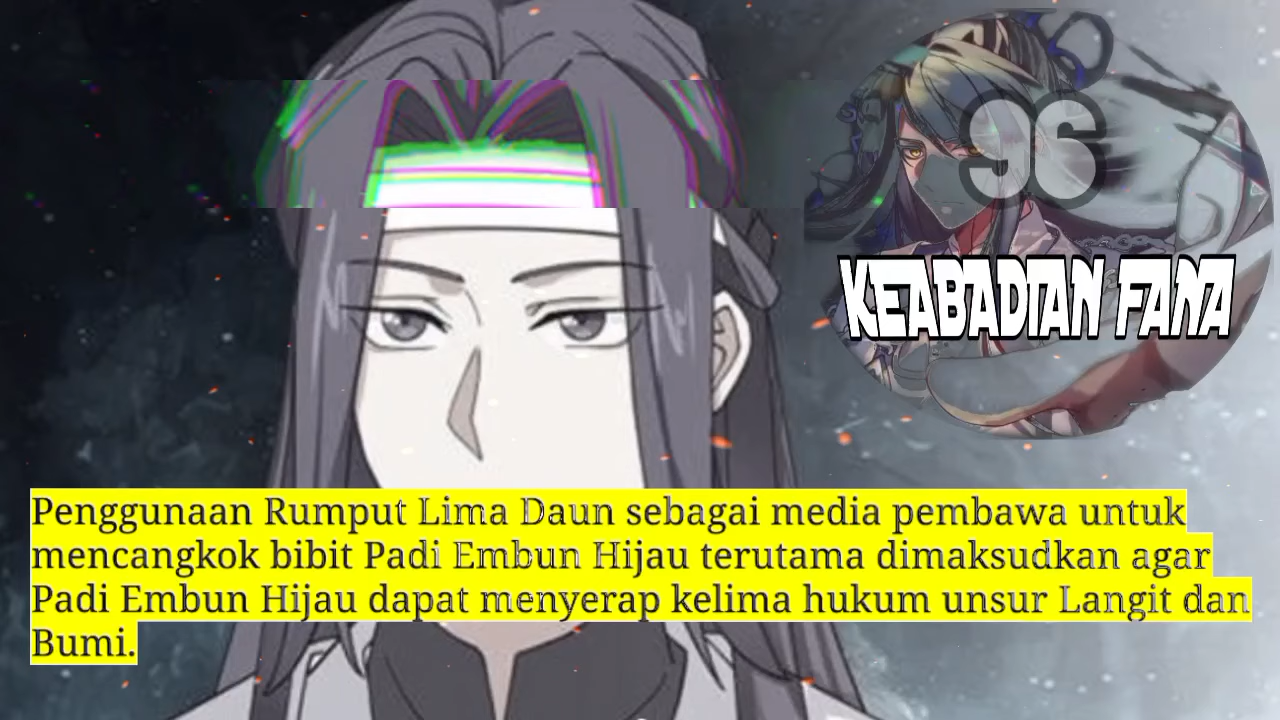 96
KEABADIAN FANA
Penggunaan Rumput Lima Daun sebagai media pembawa untuk
mencangkok bibit Padi Embun Hijau terutama dimaksudkan agar
Padi Embun Hijau dapat menyerap kelima hukum unsur Langit dan
Bumi.